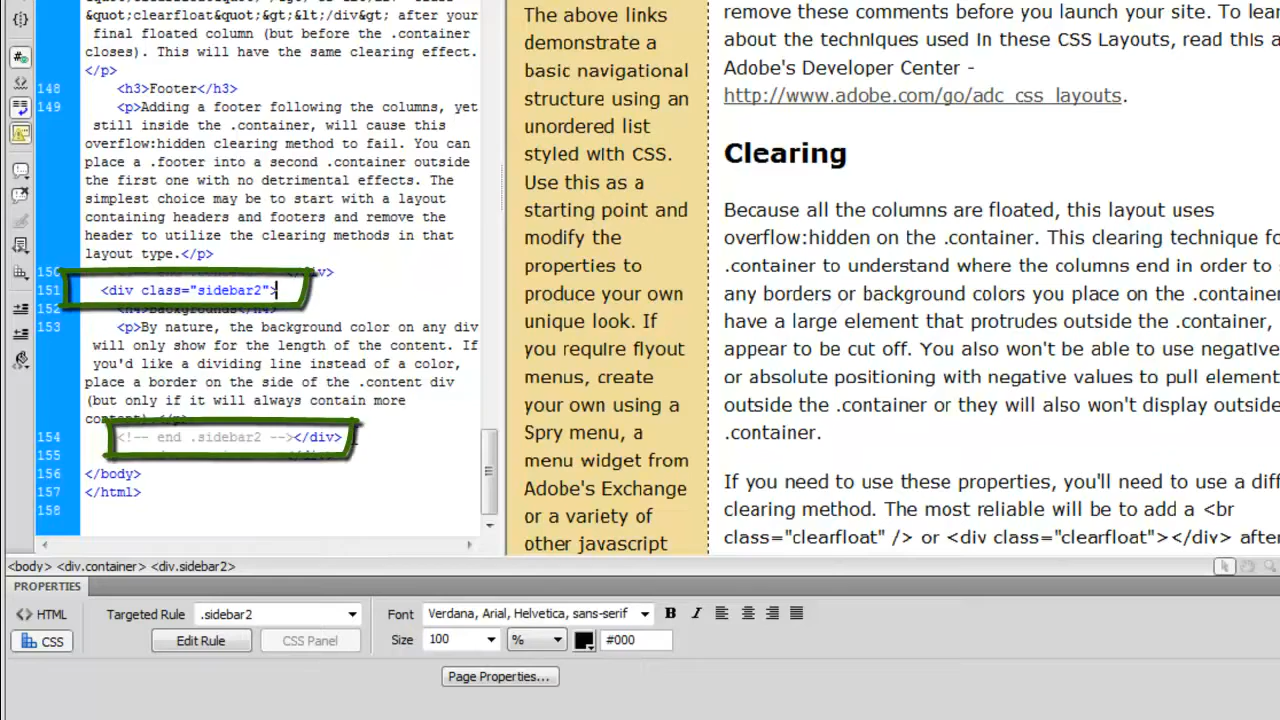 &quot;clearfloat&quot;&gt;&lt;/div&gt; after your
final floated column (but before the .container
closes). This will have the same clearing effect.
</p>
148 <h3>Footer</h3>
149 <p>Adding a footer following the columns, yet
still inside the .container, will cause this
overflow:hidden clearing method to fail. You can
place a .footer into a second .container outside
the first one with no detrimental effects. The
simplest choice may be to start with a layout
containing headers and footers and remove the
header to utilize the clearing methods in that
layout type.</p>
150
151 <div class="sidebar2">
152 <h4>Backgrounds</h4>
153 <p>By nature, the background color on any div
will only show for the length of the content. If
you'd like a dividing line instead of a color,
place a border on the side of the .content div
(but only if it will always contain more
content).</p>
154 <!-- end .sidebar2 --></div>
155
156 </body>
157 </html>
158
The above links
demonstrate a
basic navigational
structure using an
unordered list
styled with CSS.
Use this as a
starting point and
modify the
properties to
produce your own
unique look. If
you require flyout
menus, create
your own using a
Spry menu, a
menu widget from
Adobe's Exchange
or a variety of
other javascript
remove these comments before you launch your site. To lear
about the techniques used in these CSS Layouts, read this a
Adobe's Developer Center -
http://www.adobe.com/go/adc_css_layouts.
Clearing
Because all the columns are floated, this layout uses
overflow:hidden on the .container. This clearing technique fo
.container to understand where the columns end in order to s
any borders or background colors you place on the .container
have a large element that protrudes outside the .container,
appear to be cut off. You also won't be able to use negative
or absolute positioning with negative values to pull element
outside the .container or they will also won't display outside
.container.
If you need to use these properties, you'll need to use a diff
clearing method. The most reliable will be to add a <br
class="clearfloat" /> or <div class="clearfloat"></div> after
<body> <div.container> <div.sidebar2>
PROPERTIES
<> HTML
CSS
Targeted Rule .sidebar2
Edit Rule CSS Panel
Font Verdana, Arial, Helvetica, sans-serif B I
Size 100 % #000
Page Properties...